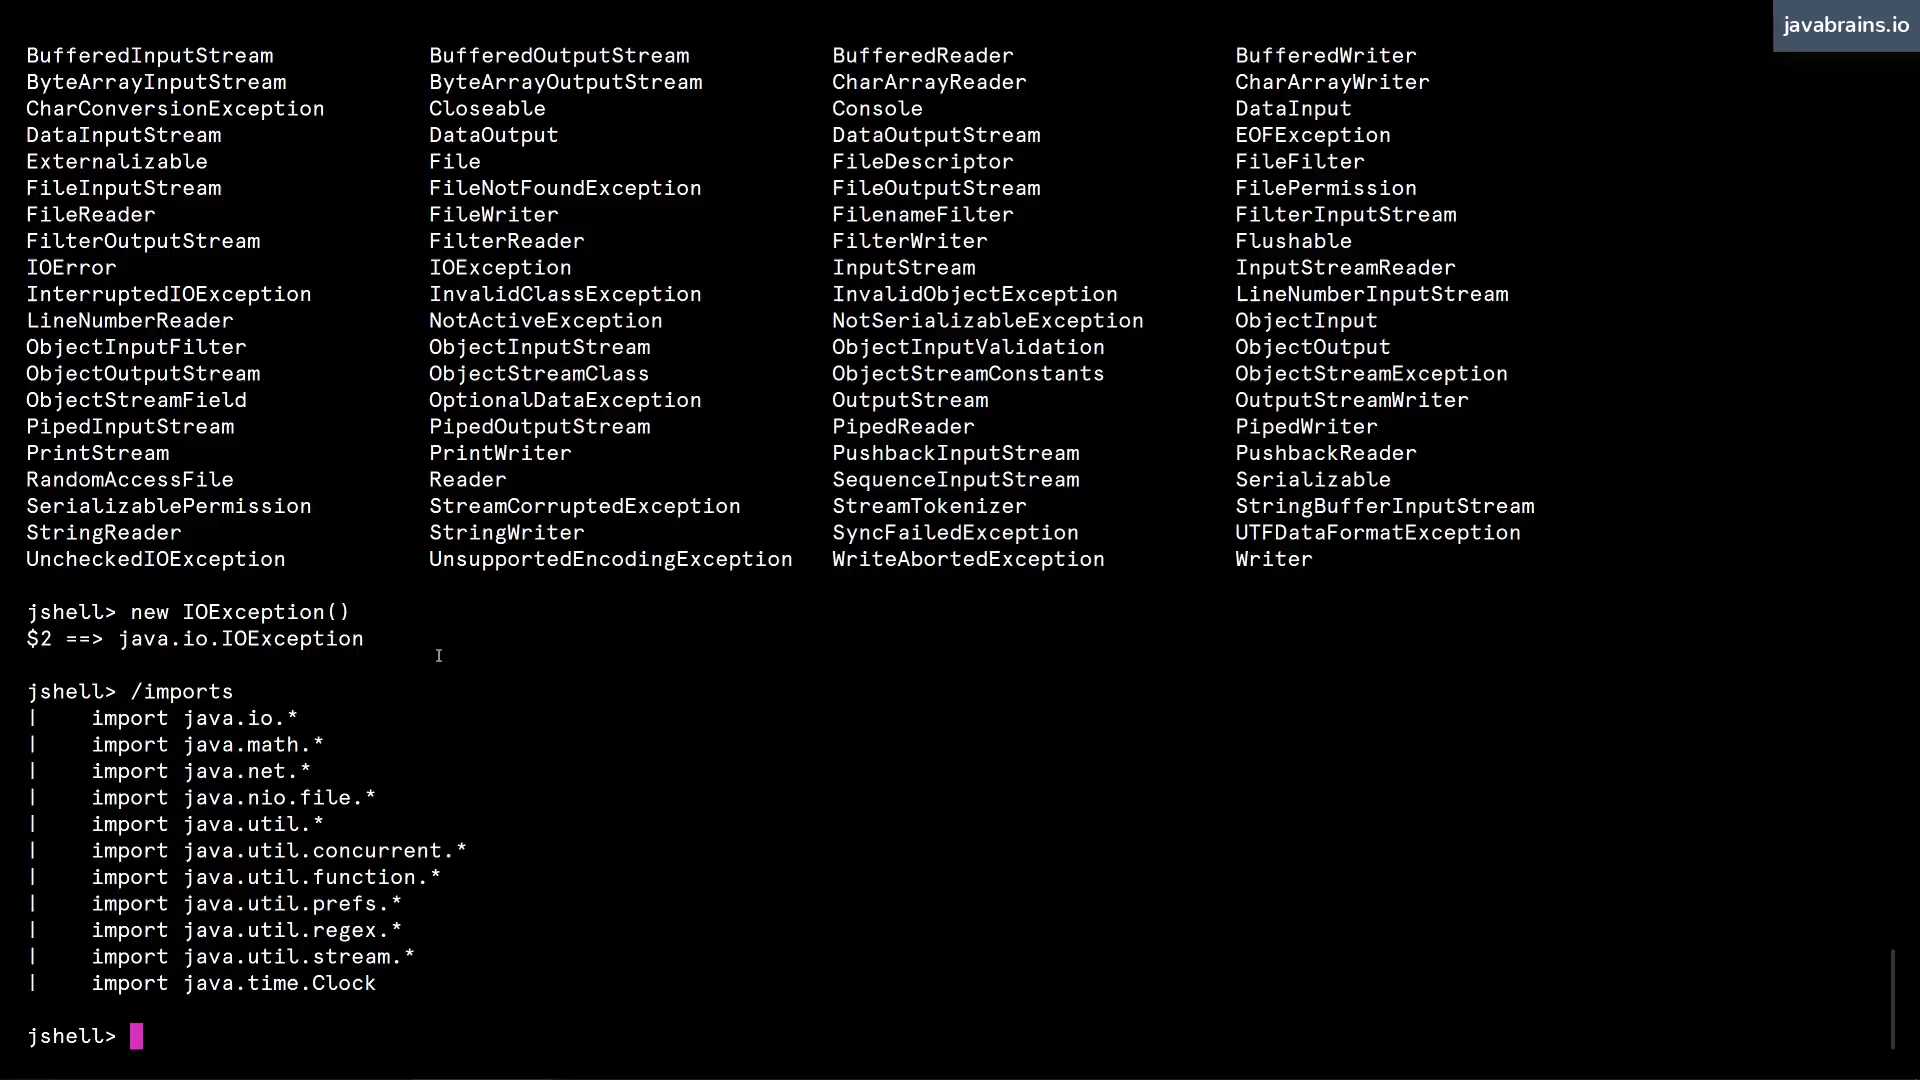 javabrains.io
BufferedInputStream BufferedOutputStream BufferedReader BufferedWriter
ByteArrayInputStream ByteArrayOutputStream CharArrayReader CharArrayWriter
CharConversionException Closeable Console DataInput
DataInputStream DataOutput DataOutputStream EOFException
Externalizable File FileDescriptor FileFilter
FileInputStream FileNotFoundException FileOutputStream FilePermission
FileReader FileWriter FilenameFilter FilterInputStream
FilterOutputStream FilterReader FilterWriter Flushable
IOError IOException InputStream InputStreamReader
InterruptedIOException InvalidClassException InvalidObjectException LineNumberInputStream
LineNumberReader NotActiveException NotSerializableException ObjectInput
ObjectInputFilter ObjectInputStream ObjectInputValidation ObjectOutput
ObjectOutputStream ObjectStreamClass ObjectStreamConstants ObjectStreamException
ObjectStreamField OptionalDataException OutputStream OutputStreamWriter
PipedInputStream PipedOutputStream PipedReader PipedWriter
PrintStream PrintWriter PushbackInputStream PushbackReader
RandomAccessFile Reader SequenceInputStream Serializable
SerializablePermission StreamCorruptedException StreamTokenizer StringBufferInputStream
StringReader StringWriter SyncFailedException UTFDataFormatException
UncheckedIOException UnsupportedEncodingException WriteAbortedException Writer
jshell> new IOException()
$2 ==> java.io.IOException
jshell> /imports
| import java.io.*
| import java.math.*
| import java.net.*
| import java.nio.file.*
| import java.util.*
| import java.util.concurrent.*
| import java.util.function.*
| import java.util.prefs.*
| import java.util.regex.*
| import java.util.stream.*
| import java.time.Clock
jshell>